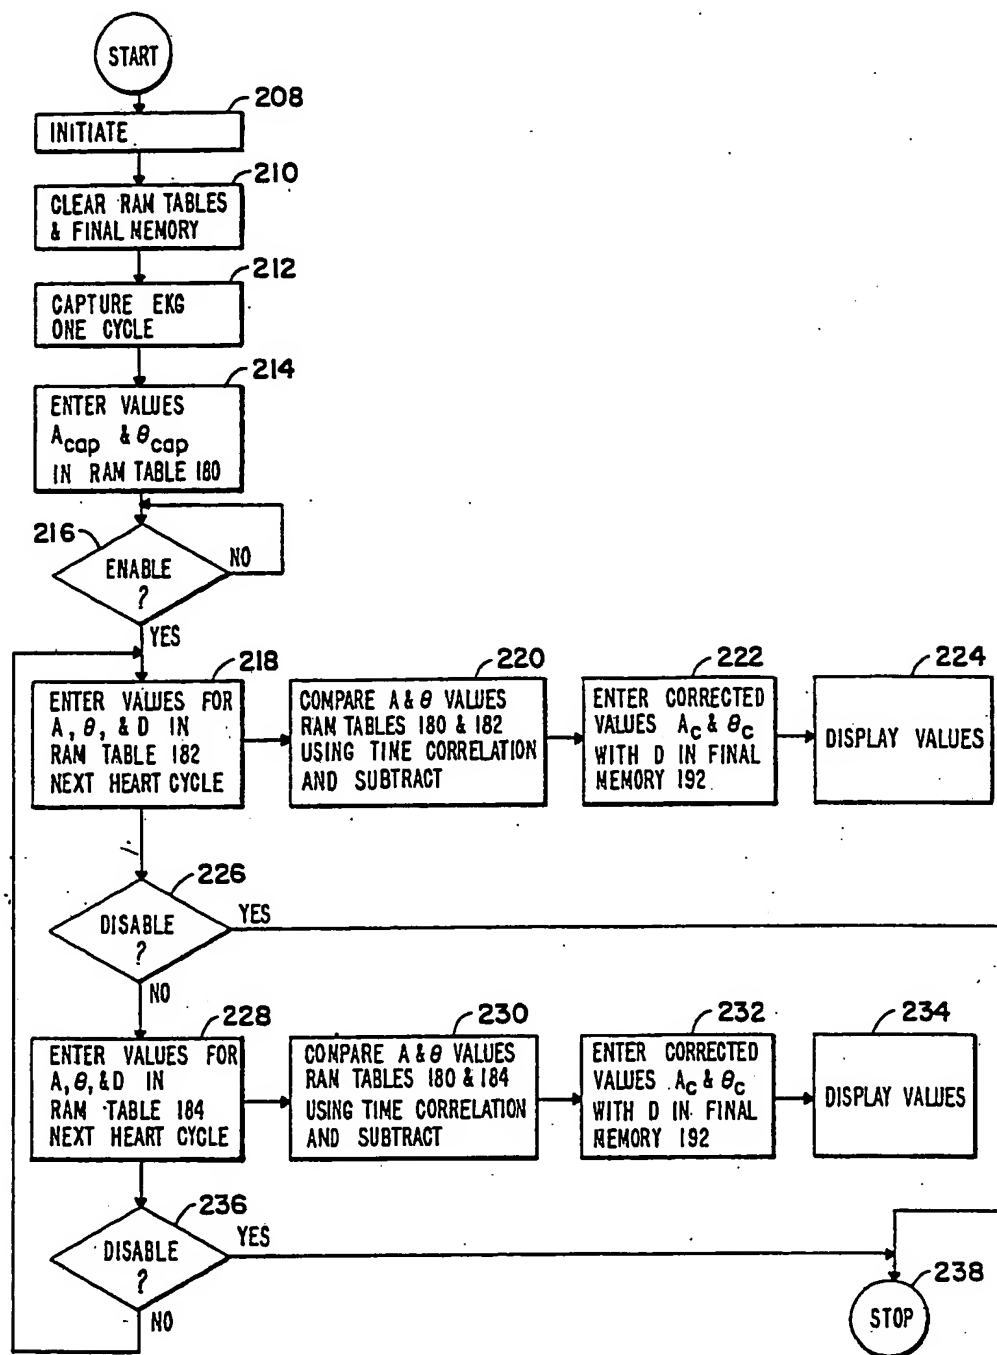 START
208
INITIATE
210
CLEAR RAM TABLES
& FINAL MEMORY
212
CAPTURE EKG
ONE CYCLE
214
ENTER VALUES
Acap & θcap
IN RAM TABLE 180
216
ENABLE
?
NO
YES
218
ENTER VALUES FOR
A, θ, & D IN
RAM TABLE 182
NEXT HEART CYCLE
220
COMPARE A & θ VALUES
RAM TABLES 180 & 182
USING TIME CORRELATION
AND SUBTRACT
222
ENTER CORRECTED
VALUES Ac & θc
WITH D IN FINAL
MEMORY 192
224
DISPLAY VALUES
226
DISABLE
?
YES
NO
228
ENTER VALUES FOR
A, θ, & D IN
RAM TABLE 184
NEXT HEART CYCLE
230
COMPARE A & θ VALUES
RAM TABLES 180 & 184
USING TIME CORRELATION
AND SUBTRACT
232
ENTER CORRECTED
VALUES Ac & θc
WITH D IN FINAL
MEMORY 192
234
DISPLAY VALUES
236
DISABLE
?
YES
NO
238
STOP